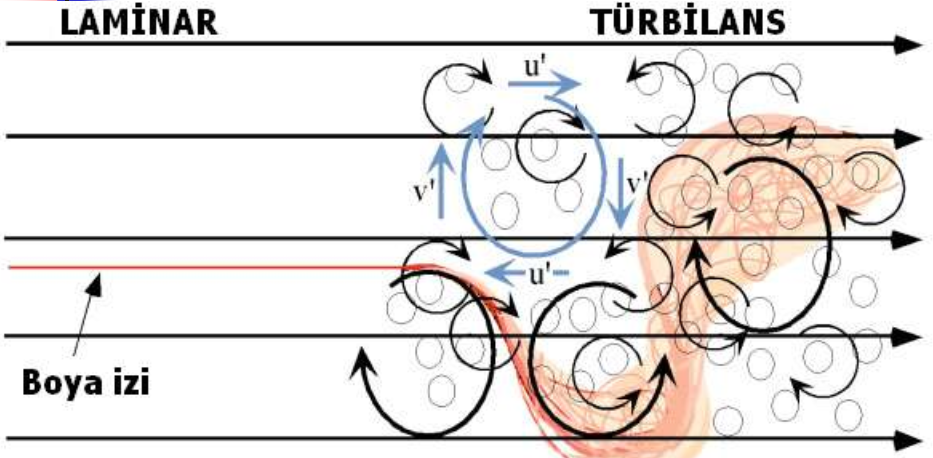 LAMİNAR
TÜRBİLANS
u'
v'
v'
u'
Boya izi